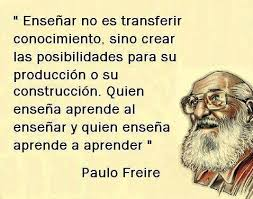 " Enseñar no es transferir
conocimiento, sino crear
las posibilidades para su
producción o su
construcción. Quien
enseña aprende al
enseñar y quien enseña
aprende a aprender "
Paulo Freire